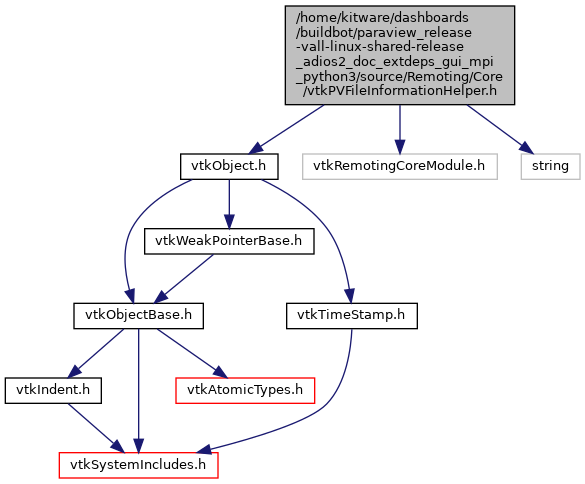 /home/kitware/dashboards
/buildbot/paraview_release
-vall-linux-shared-release
_adios2_doc_extdeps_gui_mpi
_python3/source/Remoting/Core
/vtkPVFileInformationHelper.h
vtkObject.h
vtkRemotingCoreModule.h
string
vtkWeakPointerBase.h
vtkObjectBase.h
vtkTimeStamp.h
vtkIndent.h
vtkAtomicTypes.h
vtkSystemIncludes.h